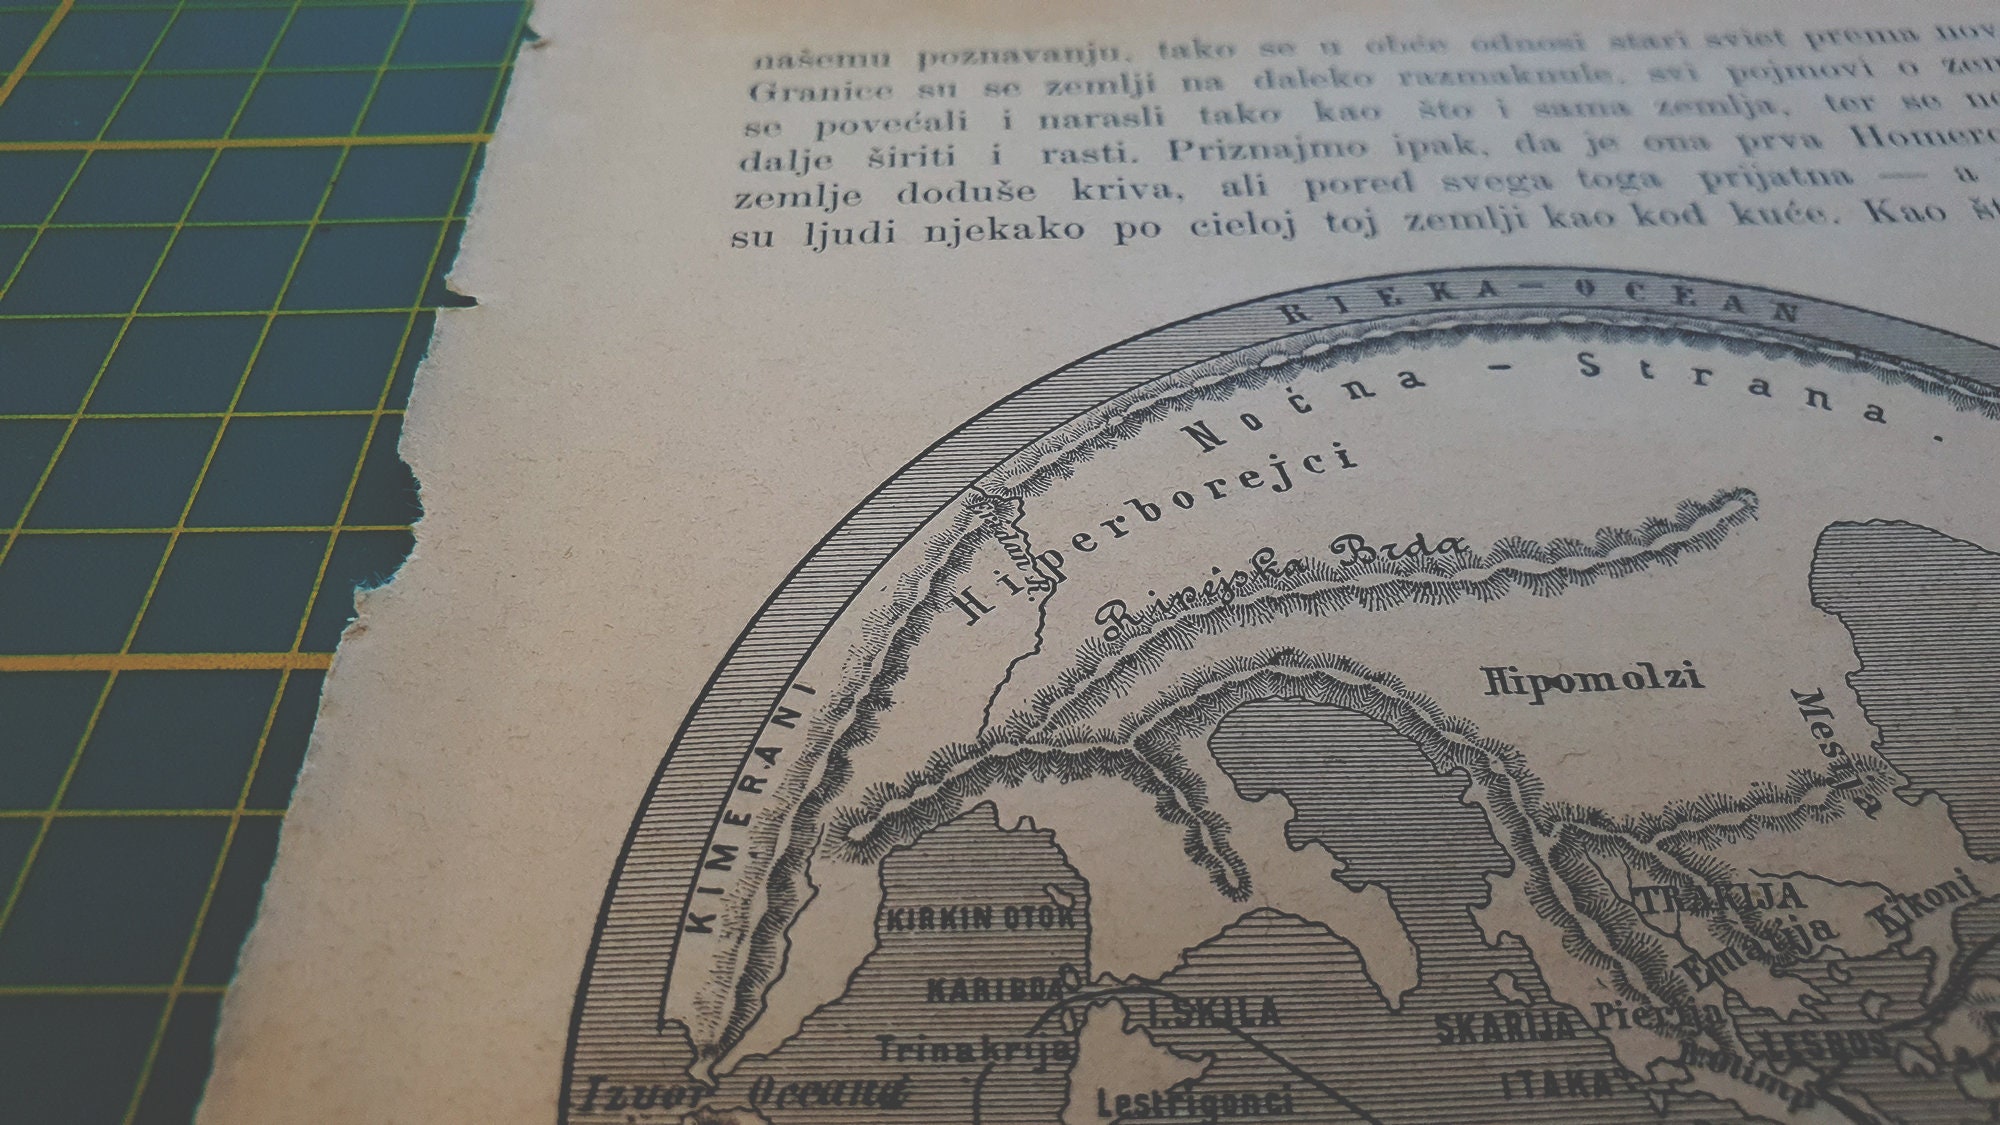 našemu poznavanju, tako se u obće odnosi stari sviet prema
Granice su se zemlji na daleko razmaknule, svi pojmovi o
se povećali i narasli tako kao što i sama zemlja, ter se
dalje širiti i rasti. Priznajmo ipak, da je ona prva
zemlje doduše kriva, ali pored svega toga prijatna — a
su ljudi njekako po cieloj toj zemlji kao kod kuće. Kao
RIEKA-OCEAN
Noćna - Strana.
Hiperborejci
Eridan R.
Ripejska Brda
Hipomolzi
KIMERANI
Mesija
TRAKIJA
Kikoni
KIRKIN OTOK
Ematija
KARIBDA
I. SKILA
SKARIJA
Pierija
Trinakrija
LESBOS
Izvor Oceana
Lestrigonci
ITAKA
Olimp